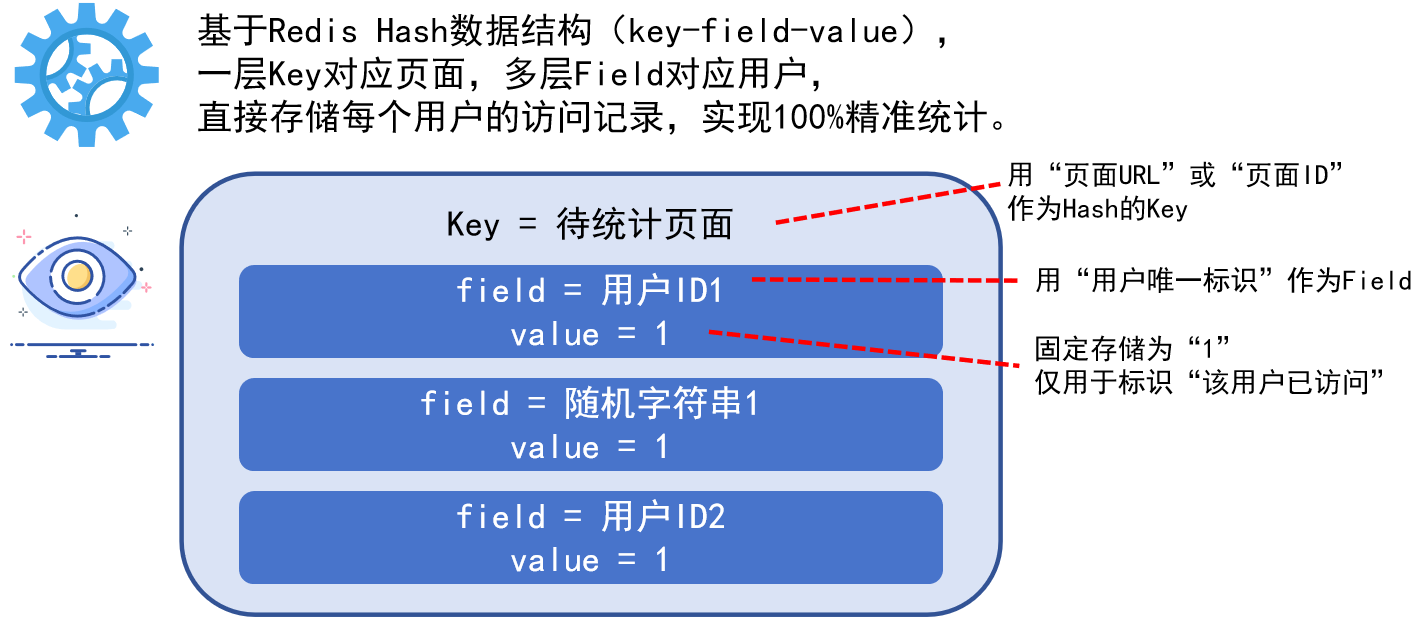 基于Redis Hash数据结构（key-field-value），
一层Key对应页面，多层Field对应用户，
直接存储每个用户的访问记录，实现100%精准统计。
用“页面URL”或“页面ID”
作为Hash的Key
Key = 待统计页面
field = 用户ID1
value = 1
用“用户唯一标识”作为Field
固定存储为“1”
仅用于标识“该用户已访问”
field = 随机字符串1
value = 1
field = 用户ID2
value = 1